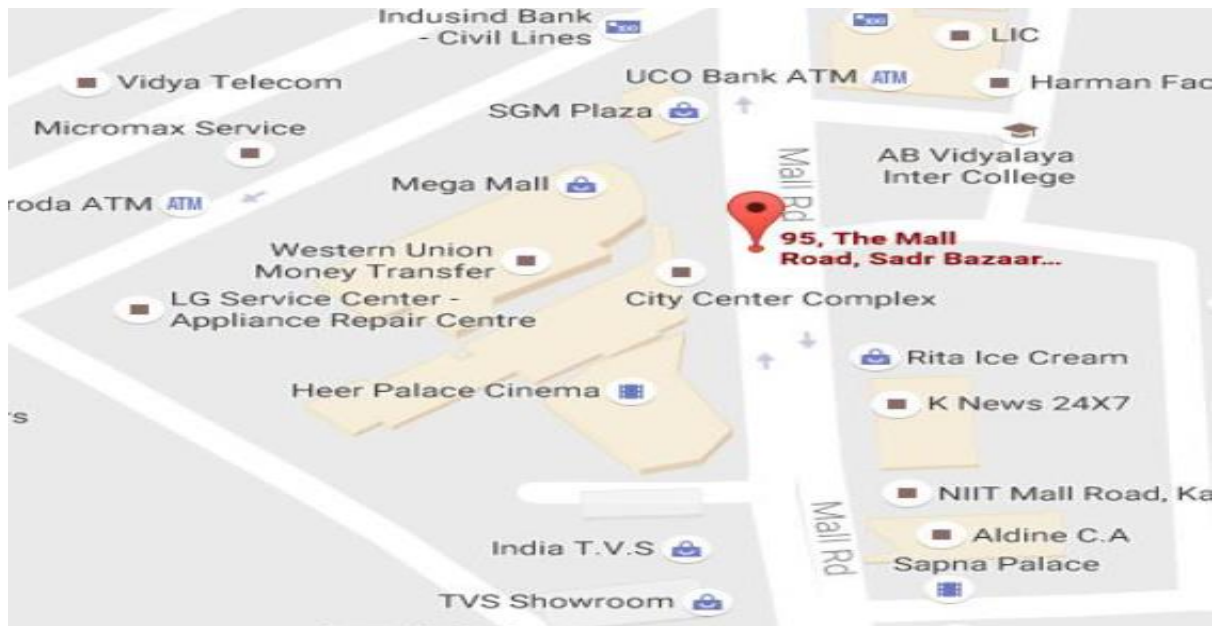 Indusind Bank
- Civil Lines
LIC
Vidya Telecom
UCO Bank ATM
ATM
Harman Fac
SGM Plaza
Micromax Service
AB Vidyalaya
Inter College
Mall Rd
Mega Mall
roda ATM
ATM
95, The Mall
Road, Sadr Bazaar...
Western Union
Money Transfer
City Center Complex
LG Service Center -
Appliance Repair Centre
Rita Ice Cream
Heer Palace Cinema
K News 24X7
s
NIIT Mall Road, Ka
Mall Rd
Aldine C.A
India T.V.S
Sapna Palace
TVS Showroom